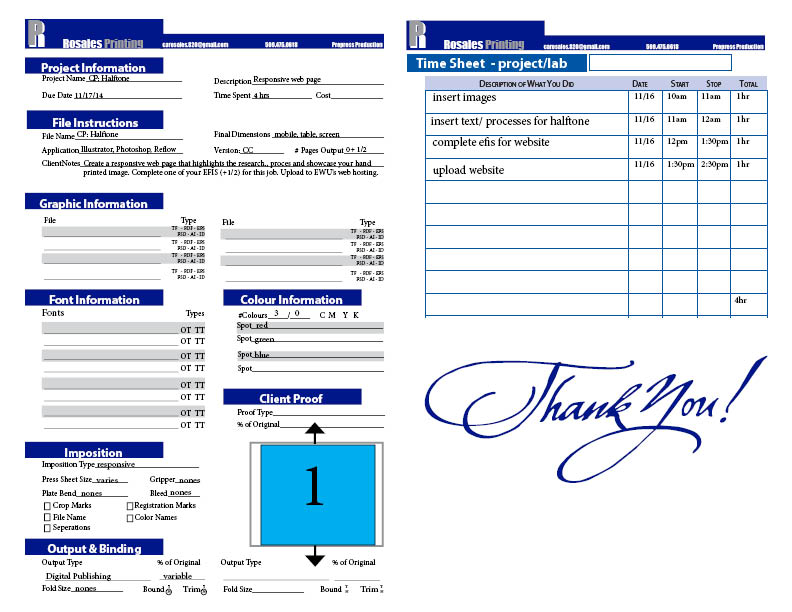 R
Rosales Printing carosales.820@gmail.com 509.475.0618 Prepress Production
Project Information
Project Name CP: Halftone
Description Responsive web page
Due Date 11/17/14
Time Spent 4 hrs Cost
File Instructions
File Name CP: Halftone
Final Dimensions mobile, table, screen
Application Illustrator, Photoshop, Reflow
Version: CC # Pages Output 0+ 1/2
ClientNotes Create a responsive web page that highlights the research., proces and showcase your hand
printed image. Complete one of your EFIS (+1/2) for this job. Upload to EWU's web hosting.
Graphic Information
File Type
File Type
TF - PDF - EPS
PSD - AI - ID
TF - PDF - EPS
PSD - AI - ID
TF - PDF - EPS
PSD - AI - ID
TF - PDF - EPS
PSD - AI - ID
TF - PDF - EPS
PSD - AI - ID
TF - PDF - EPS
PSD - AI - ID
TF - PDF - EPS
PSD - AI - ID
TF - PDF - EPS
PSD - AI - ID
Font Information
Fonts Types
OT TT
OT TT
OT TT
OT TT
OT TT
OT TT
OT TT
OT TT
Colour Information
#Colours 3 / 0 C M Y K
Spot red
Spot green
Spot blue
Spot
Client Proof
Proof Type
% of Original
1
Imposition
Imposition Type responsive
Press Sheet Size varies Gripper nones
Plate Bend nones Bleed nones
Crop Marks Registration Marks
File Name Color Names
Seperations
Output & Binding
Output Type % of Original
Digital Publishing variable
Fold Size nones Bound Y N Trim Y N
Output Type % of Original
Fold Size Bound Y N Trim Y N
R
Rosales Printing carosales.820@gmail.com 509.475.0618 Prepress Production
Time Sheet - project/lab
Description of What You Did Date Start Stop Total
insert images 11/16 10am 11am 1hr
insert text/ processes for halftone 11/16 11am 12am 1hr
complete efis for website 11/16 12pm 1:30pm 1hr
upload website 11/16 1:30pm 2:30pm 1hr
4hr
Thank You!